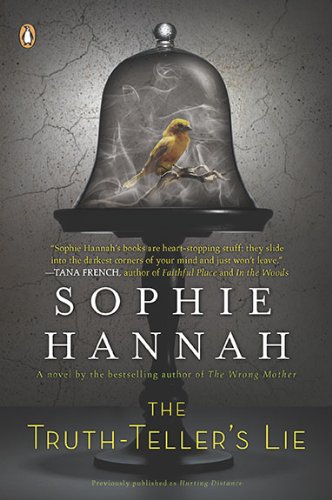 “Sophie Hannah's books are heart-stopping stuff; they slide
into the darkest corners of your mind and just won't leave.”
—TANA FRENCH, author of Faithful Place and In the Woods
SOPHIE
HANNAH
A novel by the bestselling author of The Wrong Mother
THE
TRUTH-TELLER'S LIE
Previously published as Hurting Distance